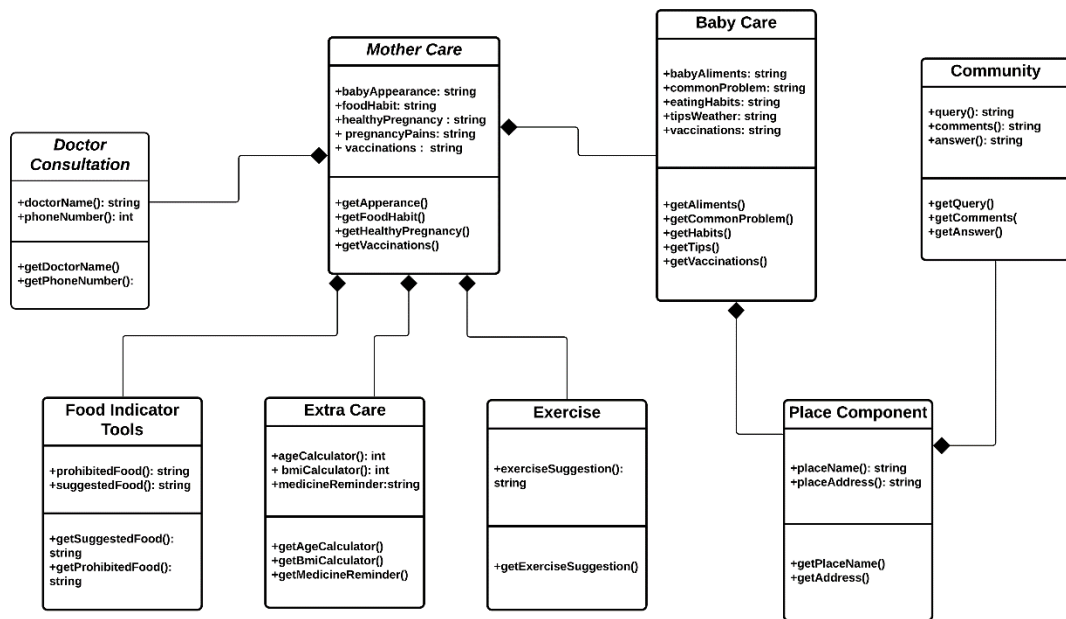 Mother Care
+babyAppearance: string
+foodHabit: string
+healthyPregnancy : string
+ pregnancyPains: string
+ vaccinations :  string
+getApperance()
+getFoodHabit()
+getHealthyPregnancy()
+getVaccinations()
Baby Care
+babyAliments: string
+commonProblem: string
+eatingHabits: string
+tipsWeather: string
+vaccinations: string
+getAliments()
+getCommonProblem()
+getHabits()
+getTips()
+getVaccinations()
Community
+query(): string
+comments(): string
+answer(): string
+getQuery()
+getComments(
+getAnswer()
Doctor
Consultation
+doctorName(): string
+phoneNumber(): int
+getDoctorName()
+getPhoneNumber():
Food Indicator
Tools
+prohibitedFood(): string
+suggestedFood(): string
+getSuggestedFood():
string
+getProhibitedFood():
string
Extra Care
+ageCalculator(): int
+ bmiCalculator(): int
+medicineReminder:string
+getAgeCalculator()
+getBmiCalculator()
+getMedicineReminder()
Exercise
+exerciseSuggestion():
string
+getExerciseSuggestion()
Place Component
+placeName(): string
+placeAddress(): string
+getPlaceName()
+getAddress()